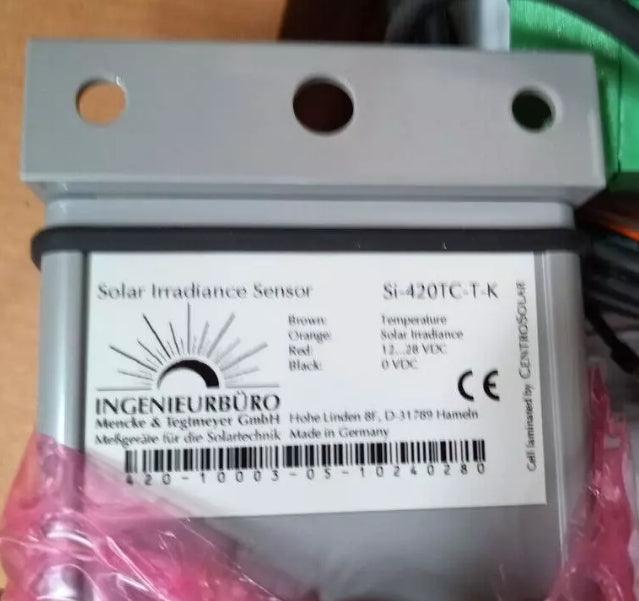 Solar Irradiance Sensor Si-420TC-T-K
Brown: Temperature
Orange: Solar Irradiance
Red: 12...28 VDC
Black: 0 VDC
CE
INGENIEURBÜRO
Mencke & Tegtmeyer GmbH Hohe Linden 8F, D-31789 Hameln
Meßgeräte für die Solartechnik Made in Germany
420-10003-05-10240280
Cell laminated by CENTROSOLAR